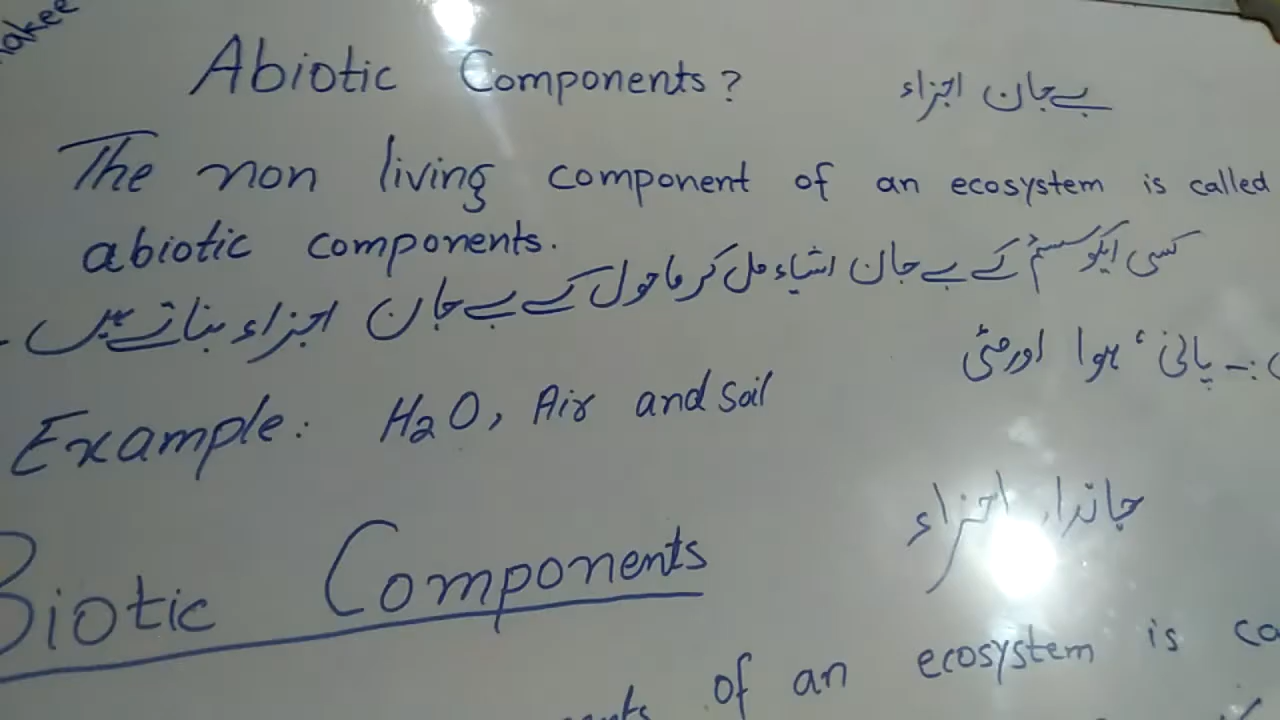 Abiotic Components? بے جان اجزاء
The non living component of an ecosystem is called
abiotic components.
کسی ایکوسسٹم کے بے جان اشیاء مل کر ماحول کے بے جان اجزاء بناتے ہیں۔
:- پانی، ہوا اور مٹی
Example: H2O, Air and Soil
جاندار اجزاء
Biotic Components
of an ecosystem is